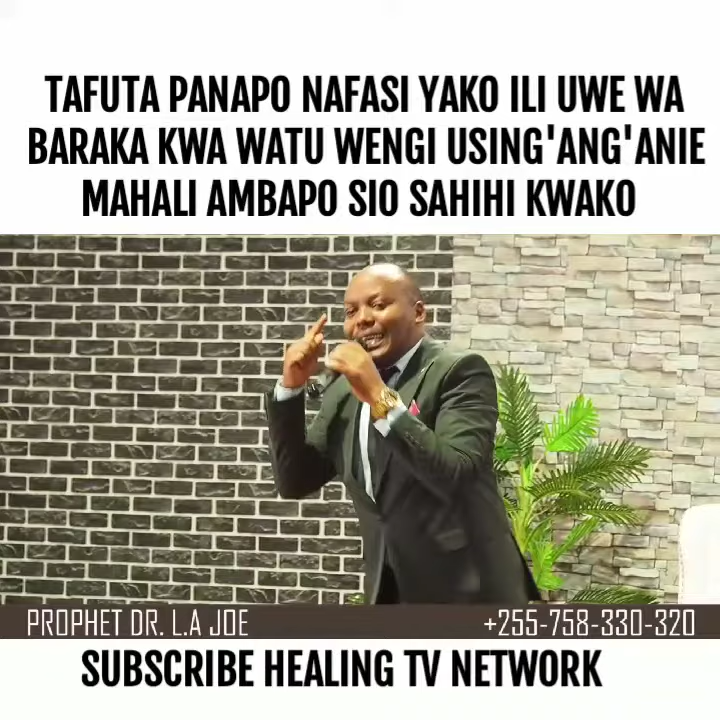 TAFUTA PANAPO NAFASI YAKO ILI UWE WA
BARAKA KWA WATU WENGI USING'ANG'ANIE
MAHALI AMBAPO SIO SAHIHI KWAKO
PROPHET DR. L.A JOE
+255-758-330-320
SUBSCRIBE HEALING TV NETWORK